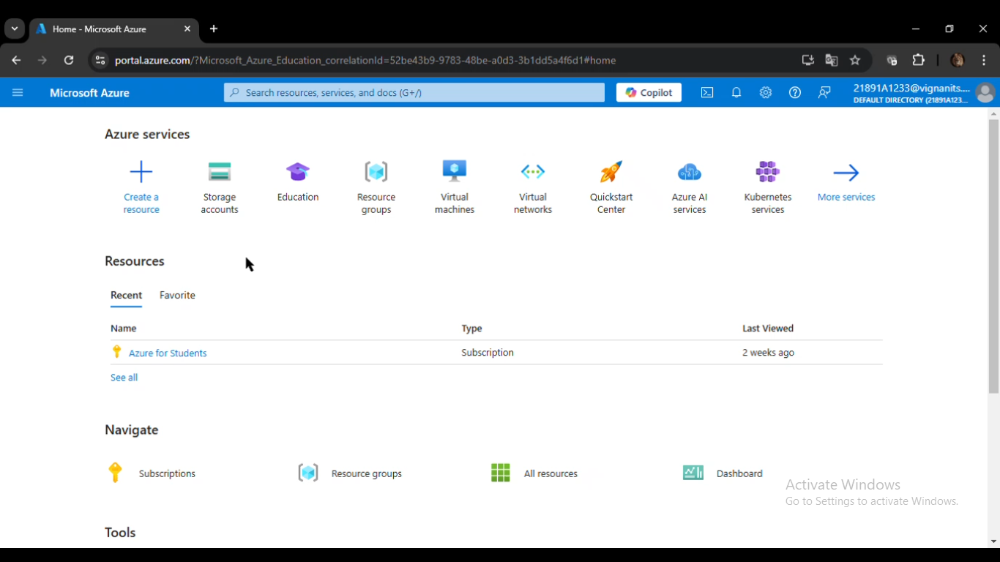 Home - Microsoft Azure
portal.azure.com/?Microsoft_Azure_Education_correlationId=52be43b9-9783-48be-a0d3-3b1dd5a4f6d1#home
Microsoft Azure
Search resources, services, and docs (G+/)
Copilot
21891A1233@vignanits....
DEFAULT DIRECTORY (21891A123...
Azure services
Create a resource
Storage accounts
Education
Resource groups
Virtual machines
Virtual networks
Quickstart Center
Azure AI services
Kubernetes services
More services
Resources
Recent Favorite
Name Type Last Viewed
Azure for Students Subscription 2 weeks ago
See all
Navigate
Subscriptions Resource groups All resources Dashboard
Activate Windows
Go to Settings to activate Windows.
Tools